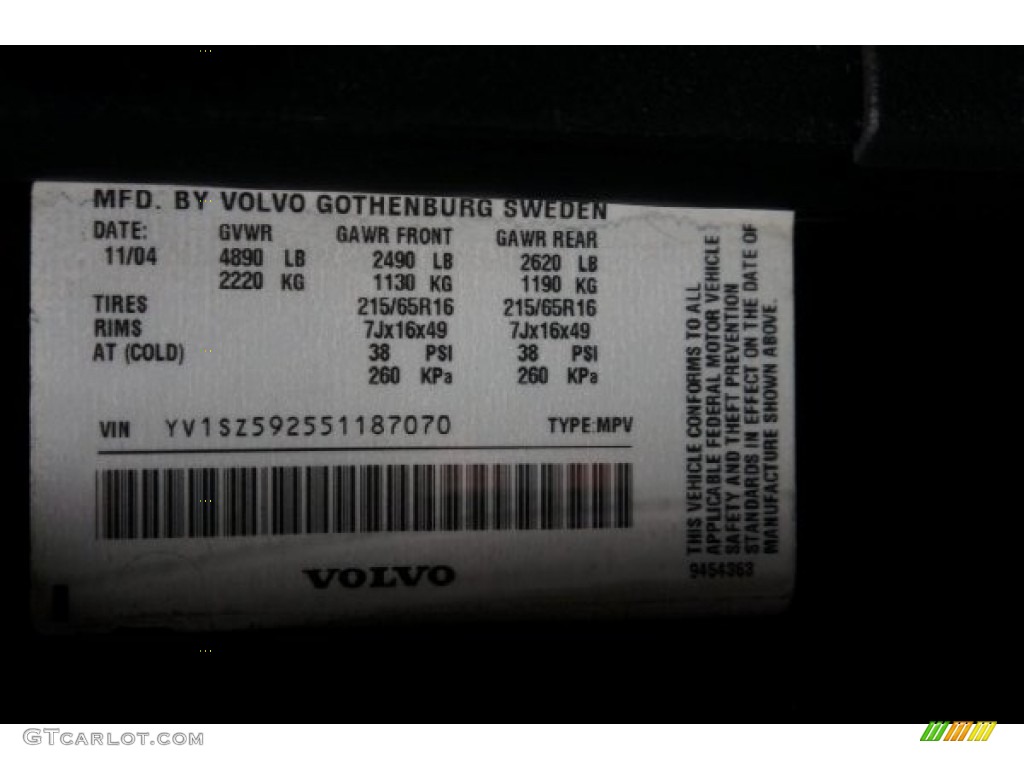 MFD. BY VOLVO GOTHENBURG SWEDEN
DATE: GVWR GAWR FRONT GAWR REAR
11/04 4890 LB 2490 LB 2620 LB
2220 KG 1130 KG 1190 KG
TIRES 215/65R16 215/65R16
RIMS 7Jx16x49 7Jx16x49
AT (COLD) 38 PSI 38 PSI
260 KPa 260 KPa
VIN YV1SZ592551187070 TYPE:MPV
VOLVO
THIS VEHICLE CONFORMS TO ALL
APPLICABLE FEDERAL MOTOR VEHICLE
SAFETY AND THEFT PREVENTION
STANDARDS IN EFFECT ON THE DATE OF
MANUFACTURE SHOWN ABOVE.
9454363
GTCARLOT.COM